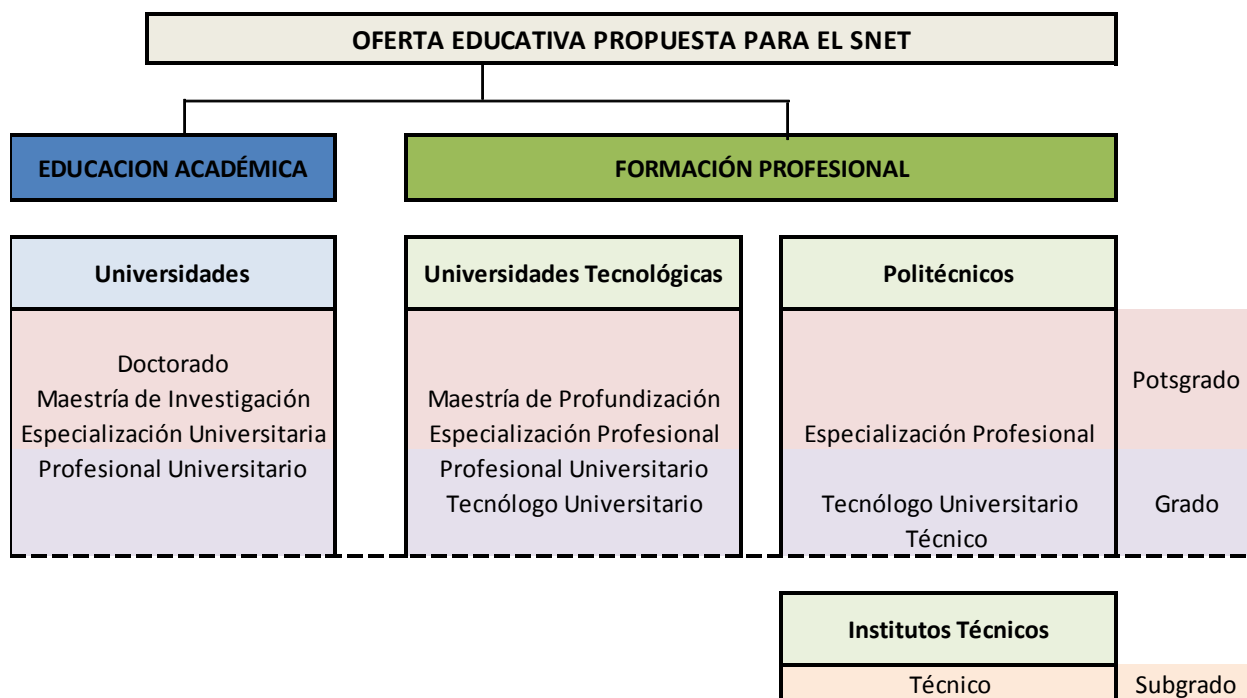 OFERTA EDUCATIVA PROPUESTA PARA EL SNET
EDUCACION ACADÉMICA
FORMACIÓN PROFESIONAL
Universidades
Universidades Tecnológicas
Politécnicos
Doctorado
Maestría de Investigación
Especialización Universitaria
Profesional Universitario
Maestría de Profundización
Especialización Profesional
Profesional Universitario
Tecnólogo Universitario
Especialización Profesional
Tecnólogo Universitario
Técnico
Potsgrado
Grado
Institutos Técnicos
Técnico
Subgrado